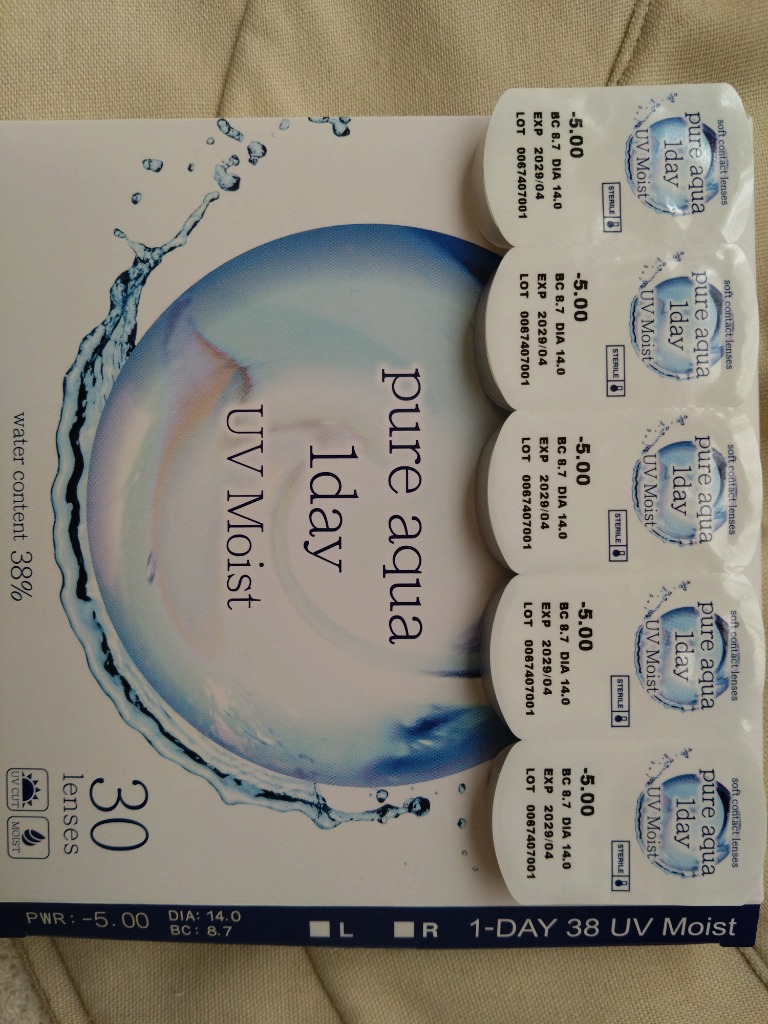 pure aqua
1day
UV Moist
water content 38%
30
lenses
UV CUT
MOIST
PWR: -5.00
DIA: 14.0
BC: 8.7
L
R
1-DAY 38 UV Moist
soft contact lenses
pure aqua
1day
UV Moist
STERILE
-5.00
BC 8.7 DIA 14.0
EXP 2029/04
LOT 0067407001
soft contact lenses
pure aqua
1day
UV Moist
STERILE
-5.00
BC 8.7 DIA 14.0
EXP 2029/04
LOT 0067407001
soft contact lenses
pure aqua
1day
UV Moist
STERILE
-5.00
BC 8.7 DIA 14.0
EXP 2029/04
LOT 0067407001
soft contact lenses
pure aqua
1day
UV Moist
STERILE
-5.00
BC 8.7 DIA 14.0
EXP 2029/04
LOT 0067407001
soft contact lenses
pure aqua
1day
UV Moist
STERILE
-5.00
BC 8.7 DIA 14.0
EXP 2029/04
LOT 0067407001